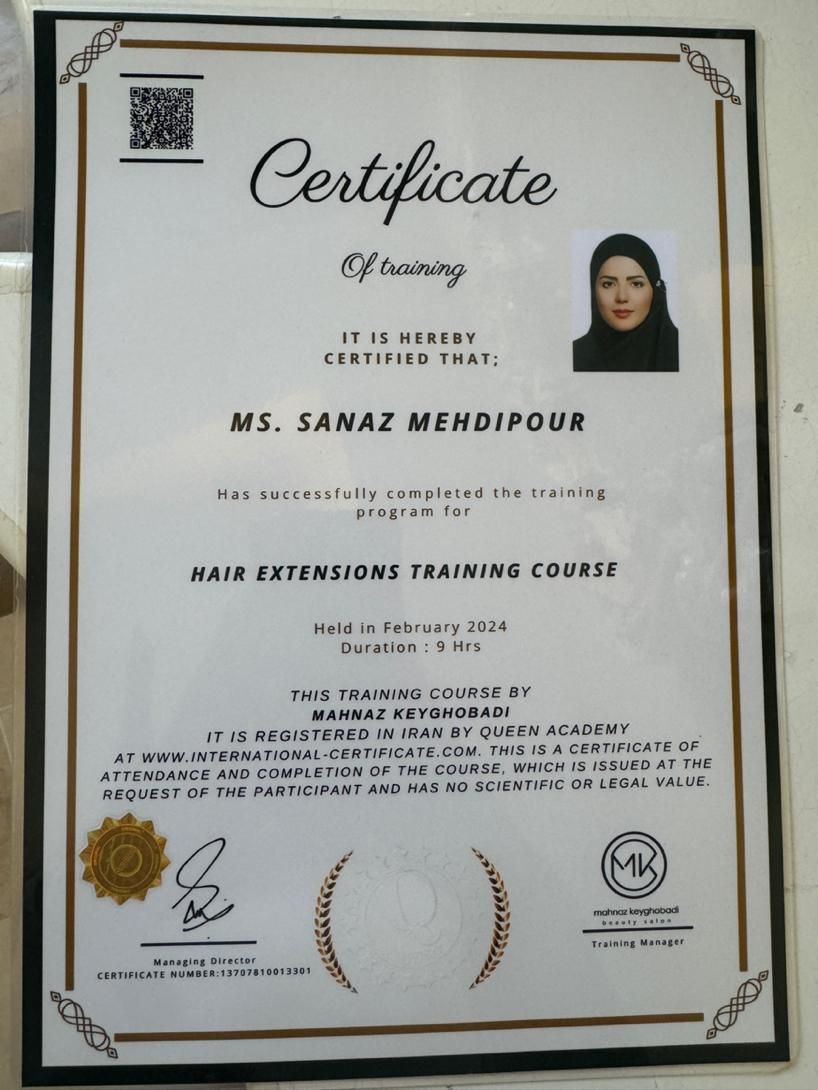 Certificate
Of training
IT IS HEREBY
CERTIFIED THAT;
MS. SANAZ MEHDIPOUR
Has successfully completed the training
program for
HAIR EXTENSIONS TRAINING COURSE
Held in February 2024
Duration : 9 Hrs
THIS TRAINING COURSE BY
MAHNAZ KEYGHOBADI
IT IS REGISTERED IN IRAN BY QUEEN ACADEMY
AT WWW.INTERNATIONAL-CERTIFICATE.COM. THIS IS A CERTIFICATE OF
ATTENDANCE AND COMPLETION OF THE COURSE, WHICH IS ISSUED AT THE
REQUEST OF THE PARTICIPANT AND HAS NO SCIENTIFIC OR LEGAL VALUE.
Managing Director
CERTIFICATE NUMBER:13707810013301
MK
mahnaz keyghobadi
beauty salon
Training Manager